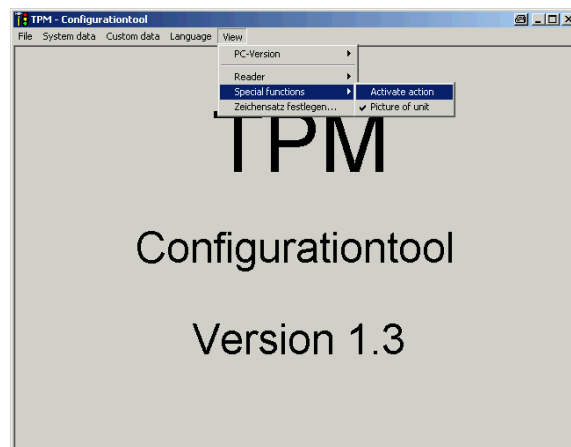 TPM - Configurationtool
File System data Custom data Language View
PC-Version
Reader
Special functions
Activate action
Zeichensatz festlegen...
Picture of unit
TPM
Configurationtool
Version 1.3